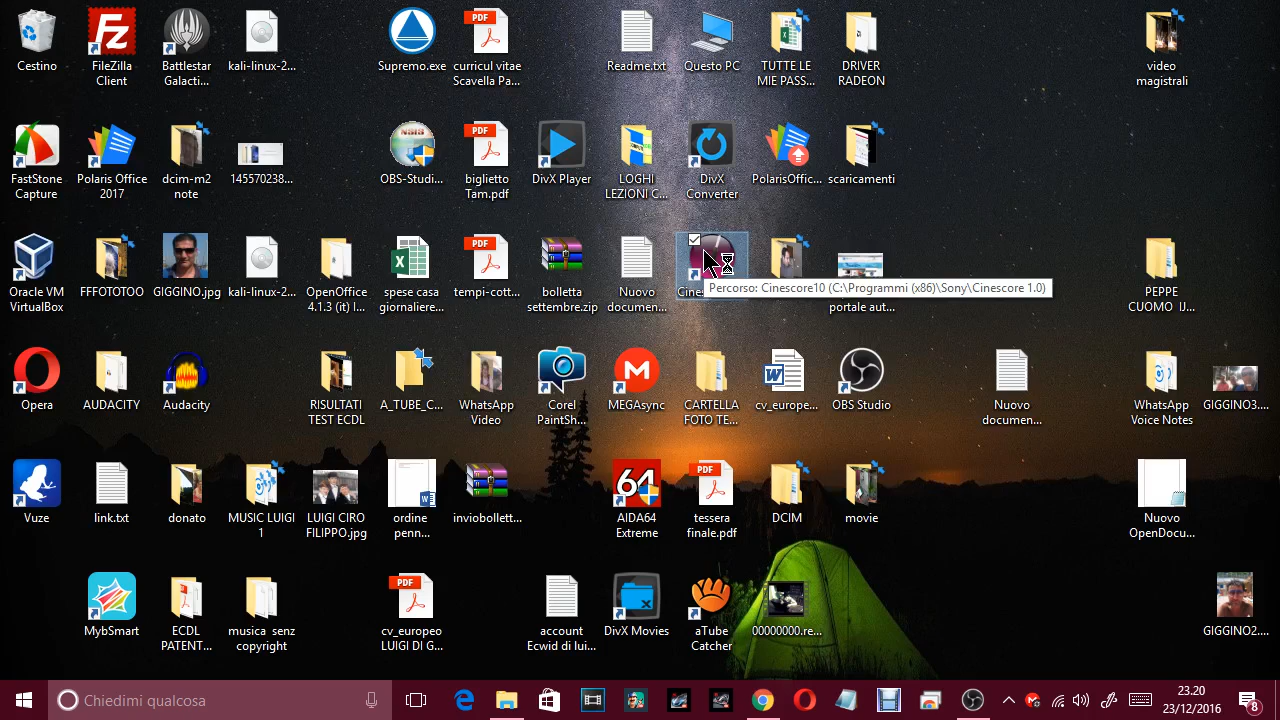 Cestino
FileZilla
Client
Battlestar
Galacti...
kali-linux-2...
Supremo.exe
PDF
curricul vitae
Scavella Pa...
Readme.txt
Questo PC
TUTTE LE
MIE PASS...
DRIVER
RADEON
video
magistrali
FastStone
Capture
Polaris Office
2017
dcim-m2
note
145570238...
NSIS
OBS-Studi...
PDF
biglietto
Tam.pdf
DivX Player
LOGHI
LEZIONI C...
DivX
Converter
PolarisOffic...
scaricamenti
Oracle VM
VirtualBox
FFFOTOTOO
GIGGINO.jpg
kali-linux-2...
OpenOffice
4.1.3 (it) I...
spese casa
giornaliere...
PDF
tempi-cott...
bolletta
settembre.zip
Nuovo
documen...
Percorso: Cinescore10 (C:\Programmi (x86)\Sony\Cinescore 1.0)
portale aut...
PEPPE
CUOMO IJ...
Opera
AUDACITY
Audacity
RISULTATI
TEST ECDL
A_TUBE_C...
WhatsApp
Video
Corel
PaintSh...
MEGAsync
CARTELLA
FOTO TE...
cv_europe...
OBS Studio
Nuovo
documen...
WhatsApp
Voice Notes
GIGGINO3....
Vuze
link.txt
donato
MUSIC LUIGI
1
LUIGI CIRO
FILIPPO.jpg
ordine
penn...
inviobollett...
64
AIDA64
Extreme
PDF
tessera
finale.pdf
DCIM
movie
Nuovo
OpenDocu...
MybSmart
ECDL
PATENT...
musica senz
copyright
PDF
cv_europeo
LUIGI DI G...
account
Ecwid di lui...
DivX Movies
aTube
Catcher
00000000.re...
GIGGINO2....
Chiedimi qualcosa
23.20
23/12/2016
8